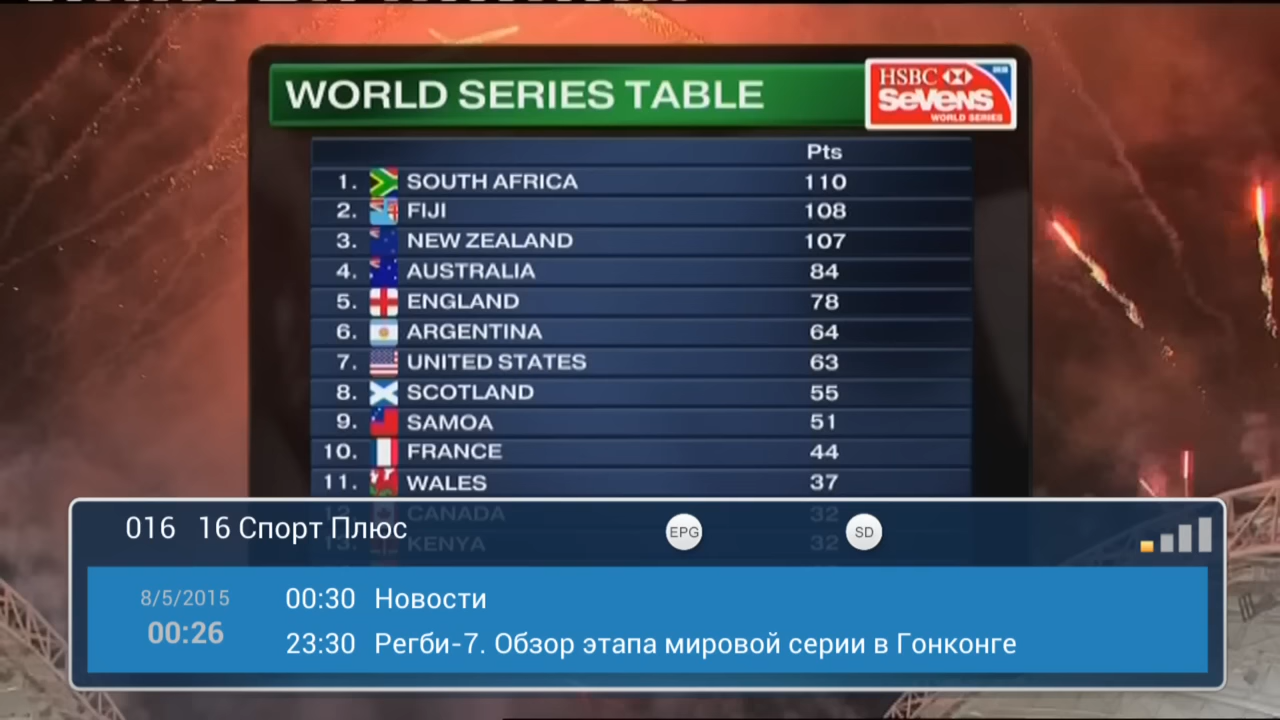 WORLD SERIES TABLE
HSBC
SEVENS
WORLD SERIES
Pts
1. SOUTH AFRICA 110
2. FIJI 108
3. NEW ZEALAND 107
4. AUSTRALIA 84
5. ENGLAND 78
6. ARGENTINA 64
7. UNITED STATES 63
8. SCOTLAND 55
9. SAMOA 51
10. FRANCE 44
11. WALES 37
12. CANADA 32
13. KENYA 32
016 16 Спорт Плюс EPG SD
8/5/2015 00:30 Новости
00:26
23:30 Регби-7. Обзор этапа мировой серии в Гонконге